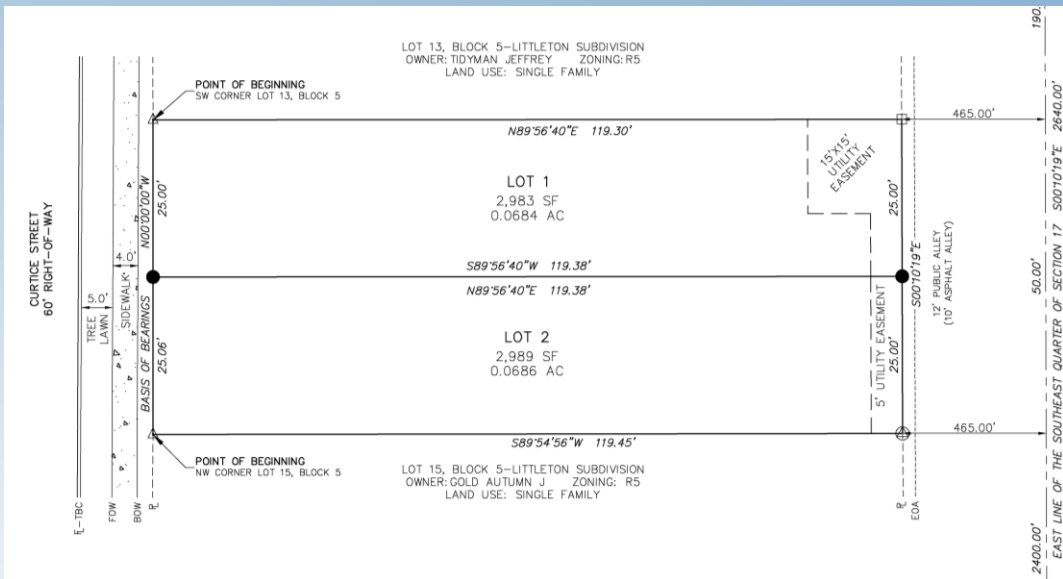 LOT 13, BLOCK 5-LITTLETON SUBDIVISION
OWNER: TIDYMAN JEFFREY ZONING: R5
LAND USE: SINGLE FAMILY
190.
POINT OF BEGINNING
SW CORNER LOT 13, BLOCK 5
N89°56'40"E 119.30'
465.00'
15'X15'
UTILITY
EASEMENT
LOT 1
2,983 SF
0.0684 AC
N00°00'00"W
25.00'
25.00'
CURTICE STREET
60' RIGHT-OF-WAY
4.0'
SIDEWALK
5.0'
TREE
LAWN
S89°56'40"W 119.38'
N89°56'40"E 119.38'
S00°10'19"E
12' PUBLIC ALLEY
(10' ASPHALT ALLEY)
50.00'
EAST LINE OF THE SOUTHEAST QUARTER OF SECTION 17 S00°10'19"E 2640.00'
BASIS OF BEARINGS
25.06'
LOT 2
2,989 SF
0.0686 AC
5' UTILITY EASEMENT
25.00'
465.00'
S89°54'56"W 119.45'
POINT OF BEGINNING
NW CORNER LOT 15, BLOCK 5
LOT 15, BLOCK 5-LITTLETON SUBDIVISION
OWNER: GOLD AUTUMN J ZONING: R5
LAND USE: SINGLE FAMILY
FL-TBC
FOW
BOW
PL
PL
EOA
2400.00'